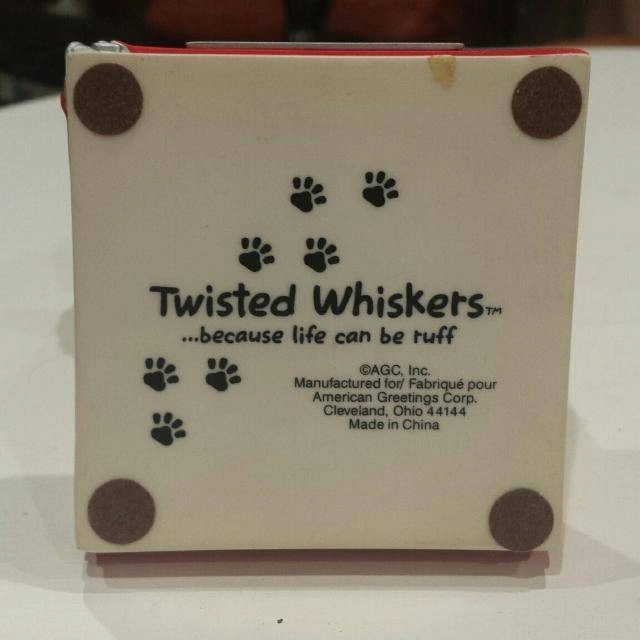 Twisted Whiskers™
...because life can be ruff
©AGC, Inc.
Manufactured for/ Fabriqué pour
American Greetings Corp.
Cleveland, Ohio 44144
Made in China